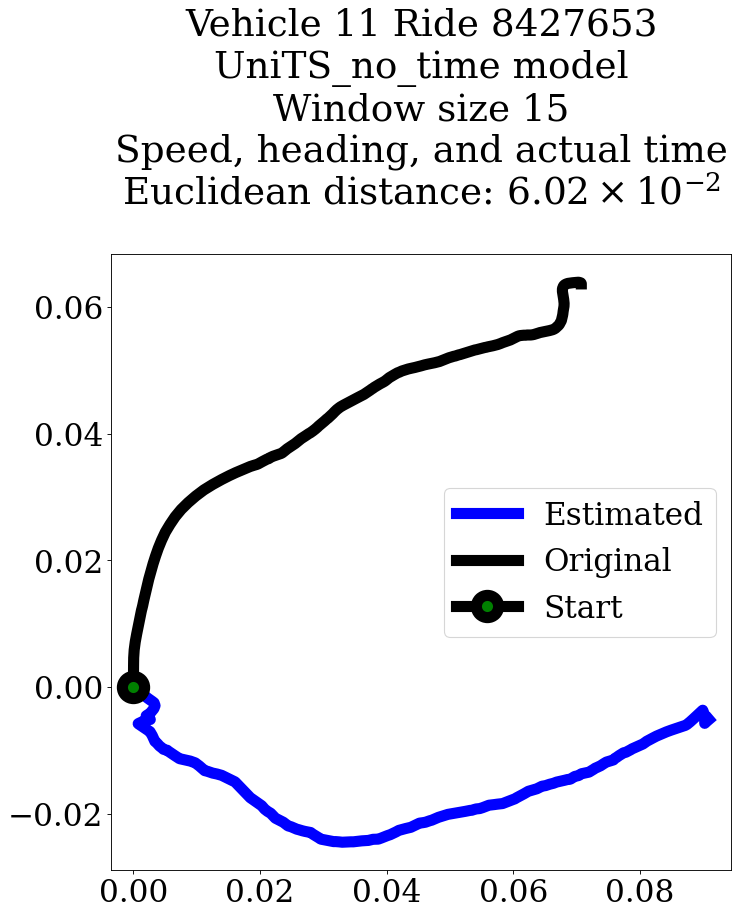 Vehicle 11 Ride 8427653
UniTS_no_time model
Window size 15
Speed, heading, and actual time
Euclidean distance: 6.02 × 10⁻²
0.06
0.04
0.02
0.00
−0.02
Estimated
Original
Start
0.00 0.02 0.04 0.06 0.08